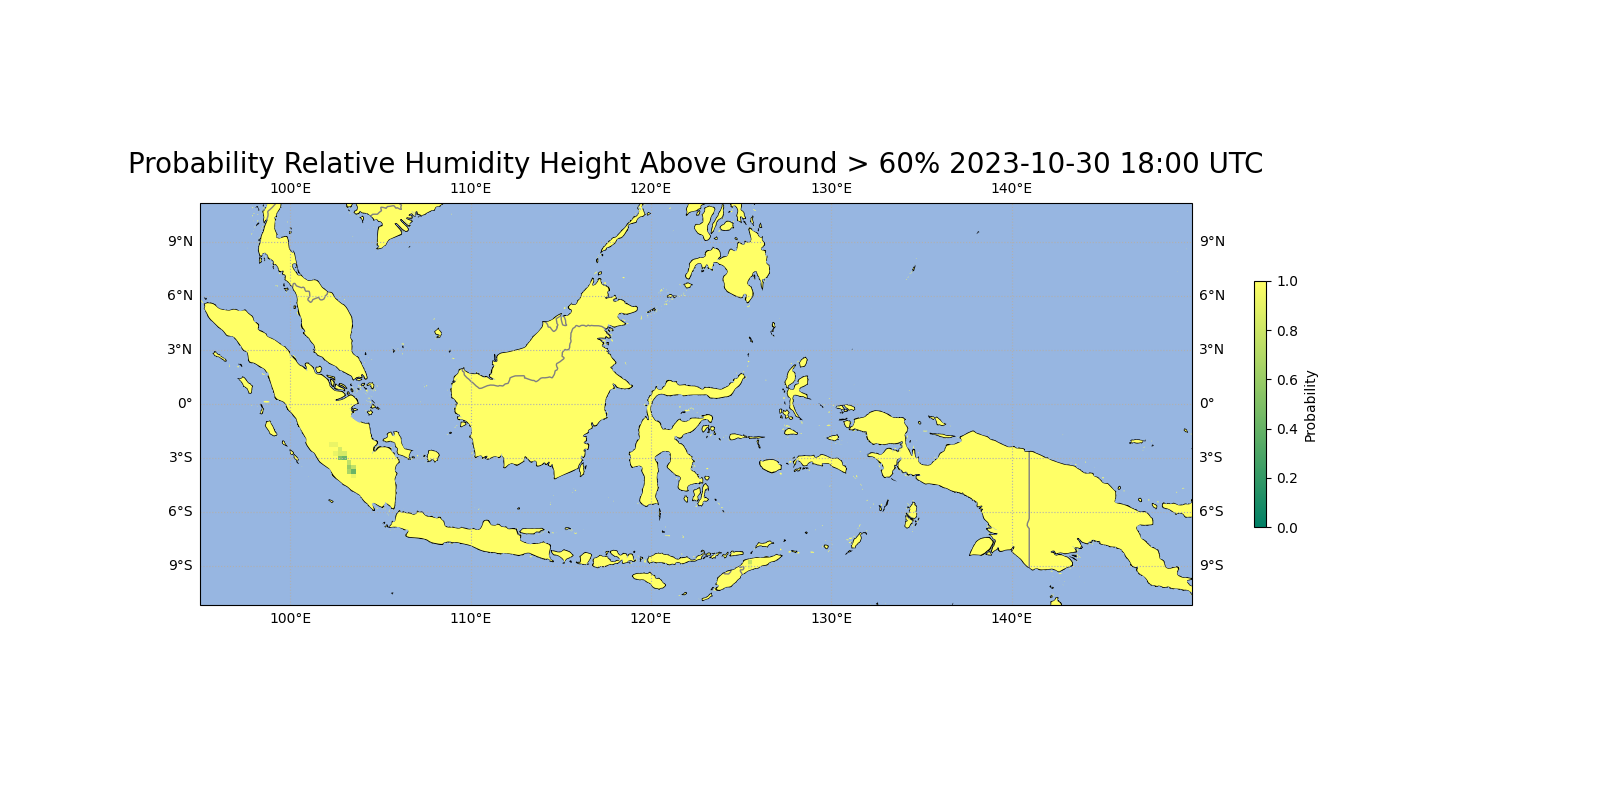 Probability Relative Humidity Height Above Ground > 60% 2023-10-30 18:00 UTC
100°E 110°E 120°E 130°E 140°E
9°N 9°N
6°N 6°N
3°N 3°N
0° 0°
3°S 3°S
6°S 6°S
9°S 9°S
100°E 110°E 120°E 130°E 140°E
1.0
0.8
0.6
0.4
0.2
0.0
Probability